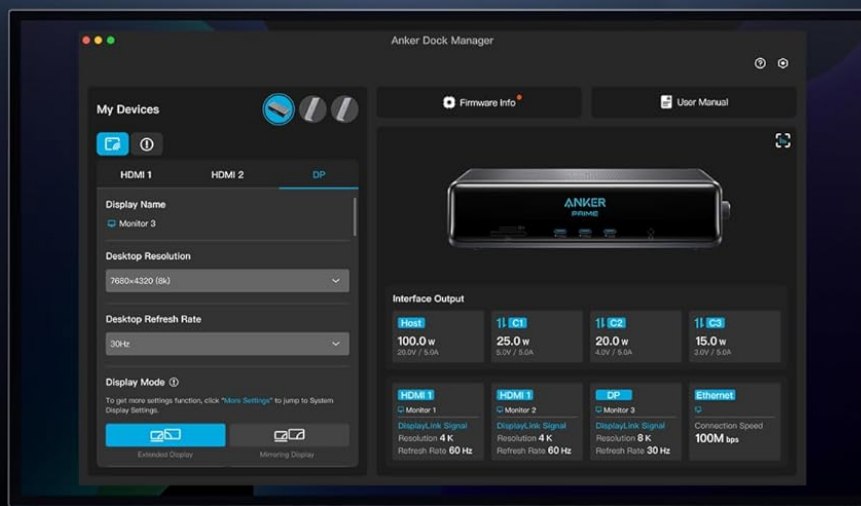 Anker Dock Manager
My Devices
HDMI 1
HDMI 2
DP
Display Name
Monitor 3
Desktop Resolution
7680×4320 (8k)
Desktop Refresh Rate
30Hz
Display Mode
To get more settings function, click "More Settings" to jump to System
Display Settings.
Extended Display
Mirroring Display
Firmware Info
User Manual
ANKER
PRIME
Interface Output
Host
100.0 w
20.0V / 5.0A
C1
25.0 w
5.0V / 5.0A
C2
20.0 w
4.0V / 5.0A
C3
15.0 w
3.0V / 5.0A
HDMI 1
Monitor 1
DisplayLink Signal
Resolution 4 K
Refresh Rate 60 Hz
HDMI 1
Monitor 2
DisplayLink Signal
Resolution 4 K
Refresh Rate 60 Hz
DP
Monitor 3
DisplayLink Signal
Resolution 8 K
Refresh Rate 30 Hz
Ethernet
Connection Speed
100M bps